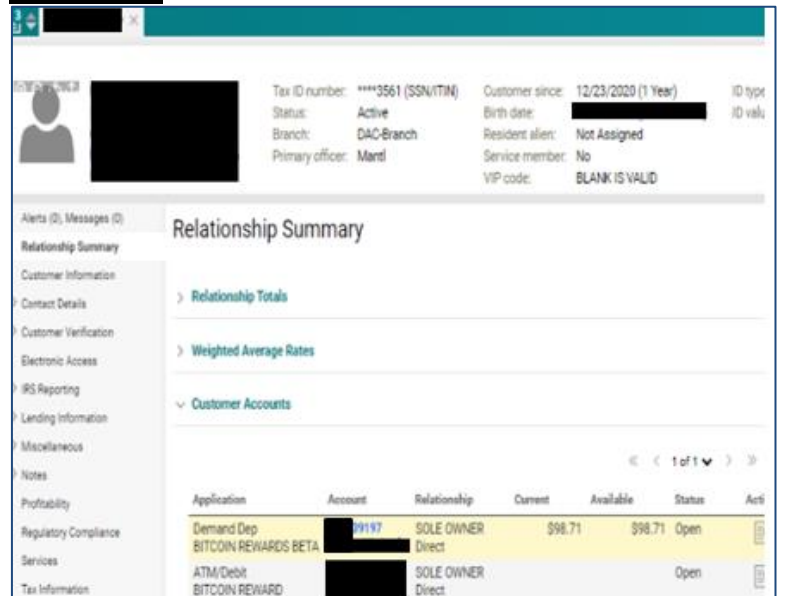 3
Tax ID number: ****3561 (SSN/ITIN) Customer since: 12/23/2020 (1 Year) ID type
Status: Active Birth date: ID valu
Branch: DAC-Branch Resident alien: Not Assigned
Primary officer: Mantl Service member: No
VIP code: BLANK IS VALID
Alerts (0), Messages (0)
Relationship Summary
Customer Information
Contact Details
Customer Verification
Electronic Access
IRS Reporting
Lending Information
Miscellaneous
Notes
Profitability
Regulatory Compliance
Services
Tax Information
Relationship Summary
Relationship Totals
Weighted Average Rates
Customer Accounts
1 of 1
Application Account Relationship Current Available Status Acti
Demand Dep 09197 SOLE OWNER $98.71 $98.71 Open
BITCOIN REWARDS BETA Direct
ATM/Debit SOLE OWNER Open
BITCOIN REWARD Direct